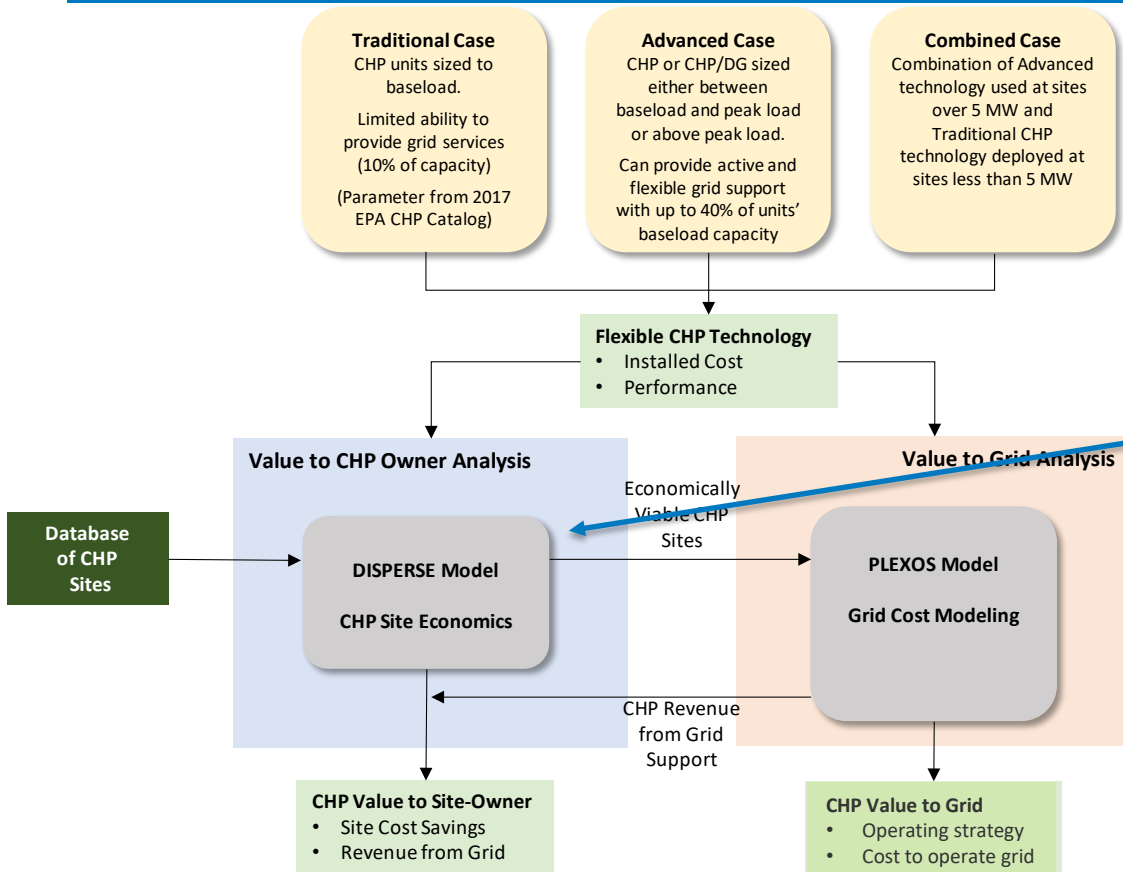 Traditional Case
CHP units sized to
baseload.
Limited ability to
provide grid services
(10% of capacity)
(Parameter from 2017
EPA CHP Catalog)
Advanced Case
CHP or CHP/DG sized
either between
baseload and peak load
or above peak load.
Can provide active and
flexible grid support
with up to 40% of units’
baseload capacity
Combined Case
Combination of Advanced
technology used at sites
over 5 MW and
Traditional CHP
technology deployed at
sites less than 5 MW
Flexible CHP Technology
• Installed Cost
• Performance
Value to CHP Owner Analysis
Value to Grid Analysis
Database
of CHP
Sites
DISPERSE Model
CHP Site Economics
Economically
Viable CHP
Sites
PLEXOS Model
Grid Cost Modeling
CHP Revenue
from Grid
Support
CHP Value to Site-Owner
• Site Cost Savings
• Revenue from Grid
CHP Value to Grid
• Operating strategy
• Cost to operate grid